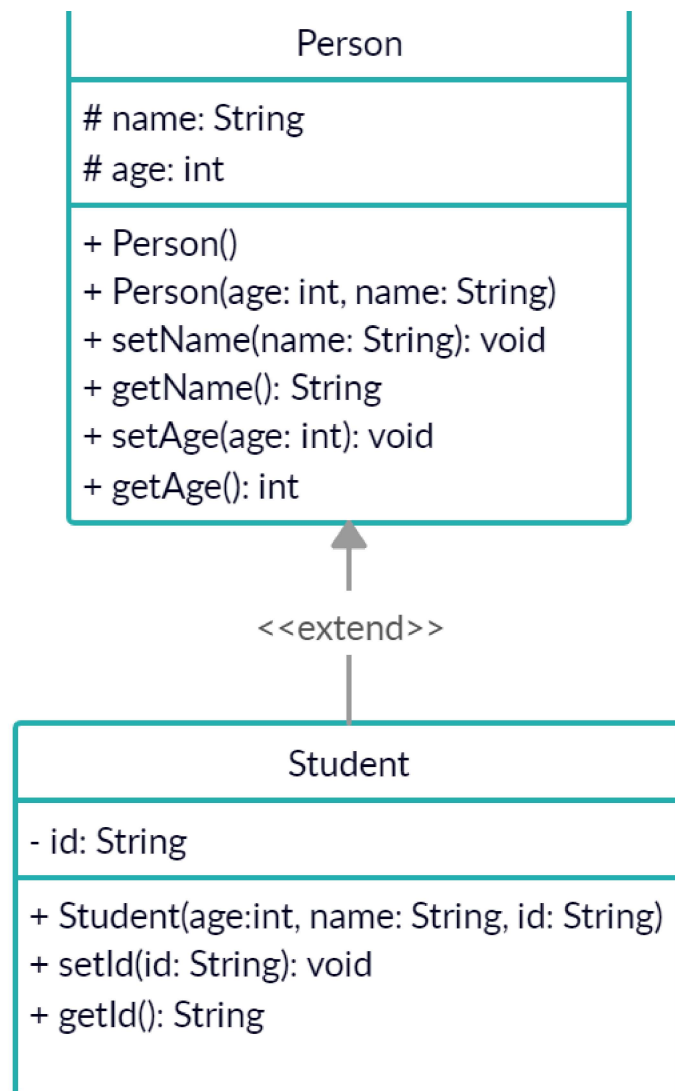 Person
# name: String
# age: int
+ Person()
+ Person(age: int, name: String)
+ setName(name: String): void
+ getName(): String
+ setAge(age: int): void
+ getAge(): int
<<extend>>
Student
- id: String
+ Student(age:int, name: String, id: String)
+ setId(id: String): void
+ getId(): String